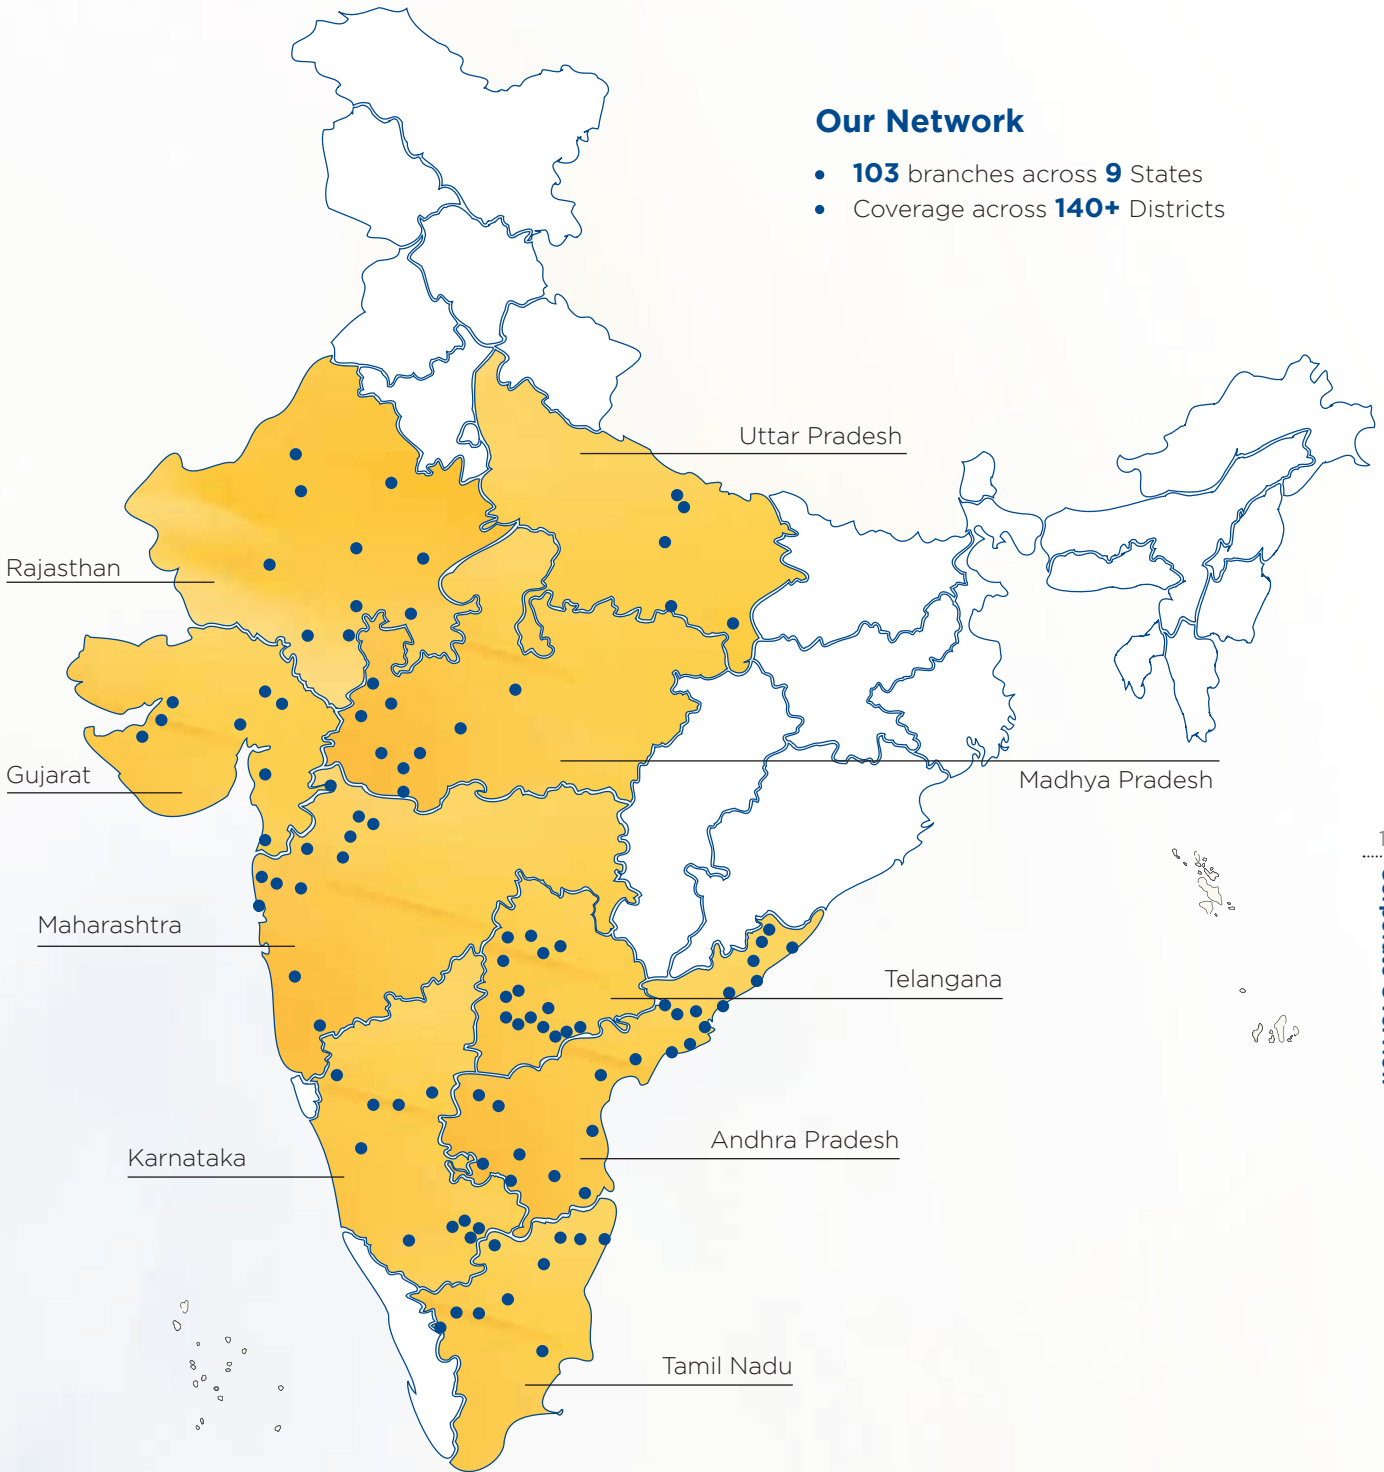 Our Network
• 103 branches across 9 States
• Coverage across 140+ Districts
Uttar Pradesh
Rajasthan
Gujarat
Madhya Pradesh
Maharashtra
Telangana
Andhra Pradesh
Karnataka
Tamil Nadu
1